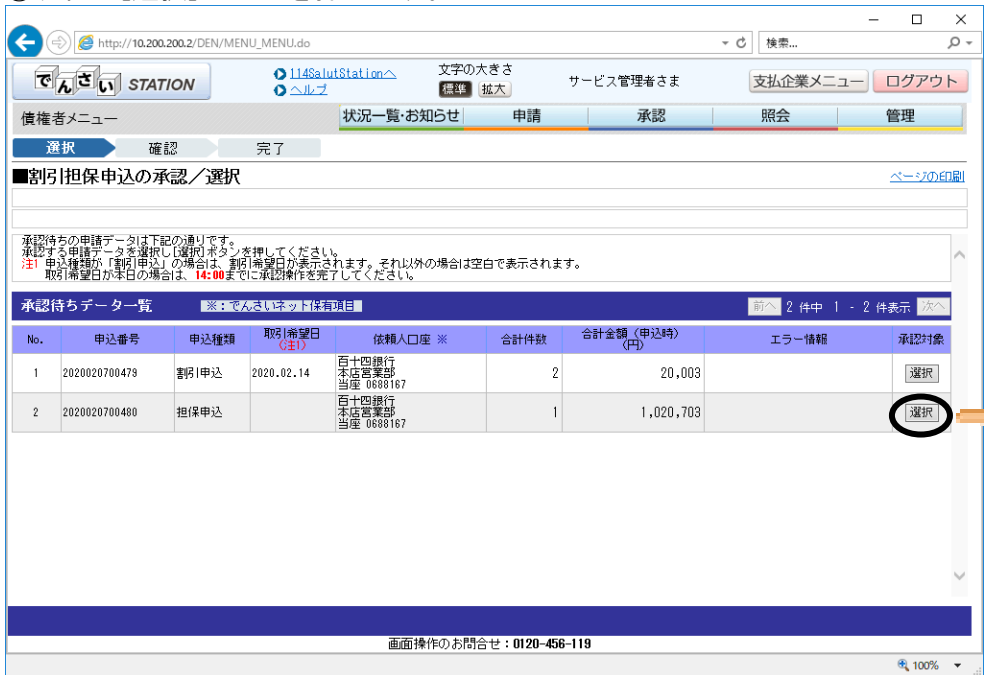 http://10.200.200.2/DEN/MENU_MENU.do
検索...
でんさい STATION
114SalutStationへ
ヘルプ
文字の大きさ
標準 拡大
サービス管理者さま
支払企業メニュー
ログアウト
債権者メニュー
状況一覧・お知らせ
申請
承認
照会
管理
選択
確認
完了
■割引担保申込の承認／選択
ページの印刷
承認待ちの申請データは下記の通りです。
承認する申請データを選択し［選択］ボタンを押してください。
注1 申込種類が「割引申込」の場合は、割引希望日が表示されます。それ以外の場合は空白で表示されます。
取引希望日が本日の場合は、14:00までに承認操作を完了してください。
承認待ちデータ一覧
※：でんさいネット保有項目
前へ 2 件中 1 - 2 件表示 次へ
No. 申込番号 申込種類 取引希望日(注1) 依頼人口座 ※ 合計件数 合計金額（申込時）(円) エラー情報 承認対象
1 2020020700479 割引申込 2020.02.14 百十四銀行 本店営業部 当座 0688167 2 20,003 選択
2 2020020700480 担保申込 百十四銀行 本店営業部 当座 0688167 1 1,020,703 選択
画面操作のお問合せ：0120-456-119
100%